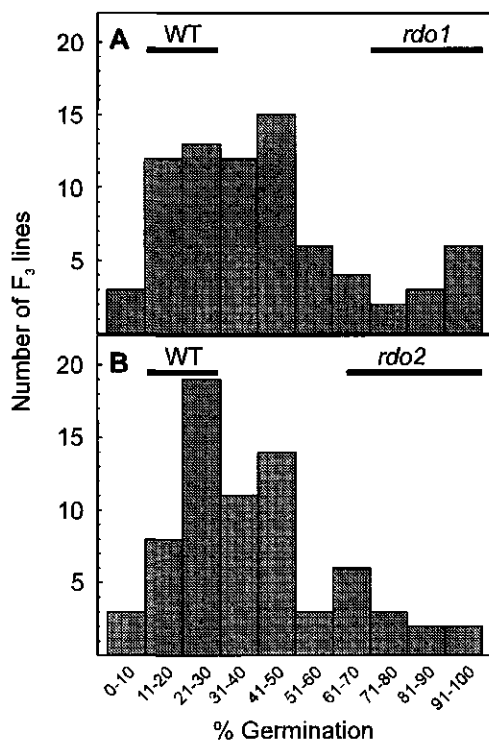 A
WT
rdo1
20
15
10
5
B
WT
rdo2
20
15
10
5
Number of F3 lines
0-10
11-20
21-30
31-40
41-50
51-60
61-70
71-80
81-90
91-100
% Germination